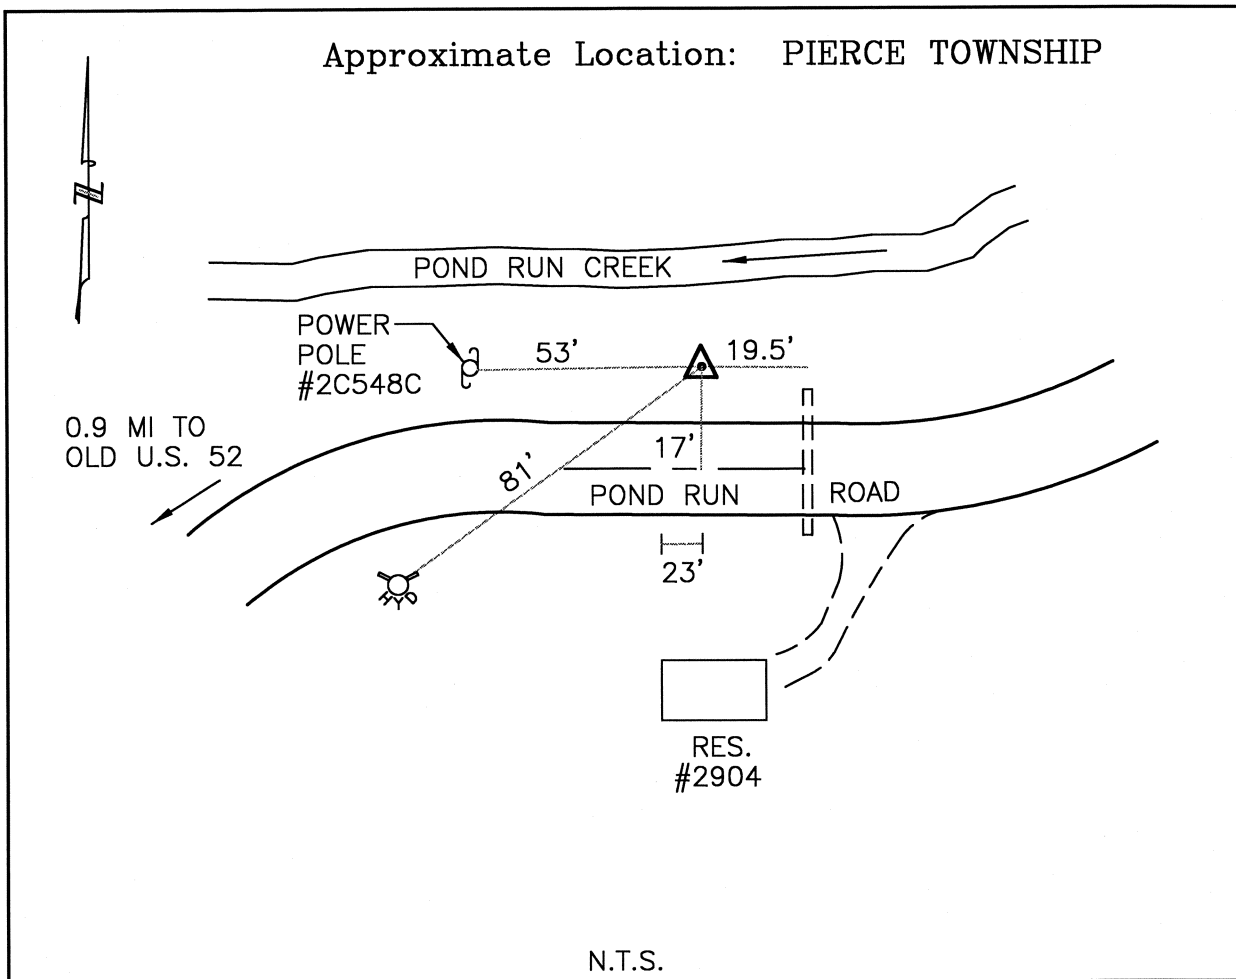 Approximate Location: PIERCE TOWNSHIP
N
POND RUN CREEK
POWER
POLE
#2C548C
53'
19.5'
0.9 MI TO
OLD U.S. 52
81'
17'
POND RUN ROAD
23'
HYD
RES.
#2904
N.T.S.